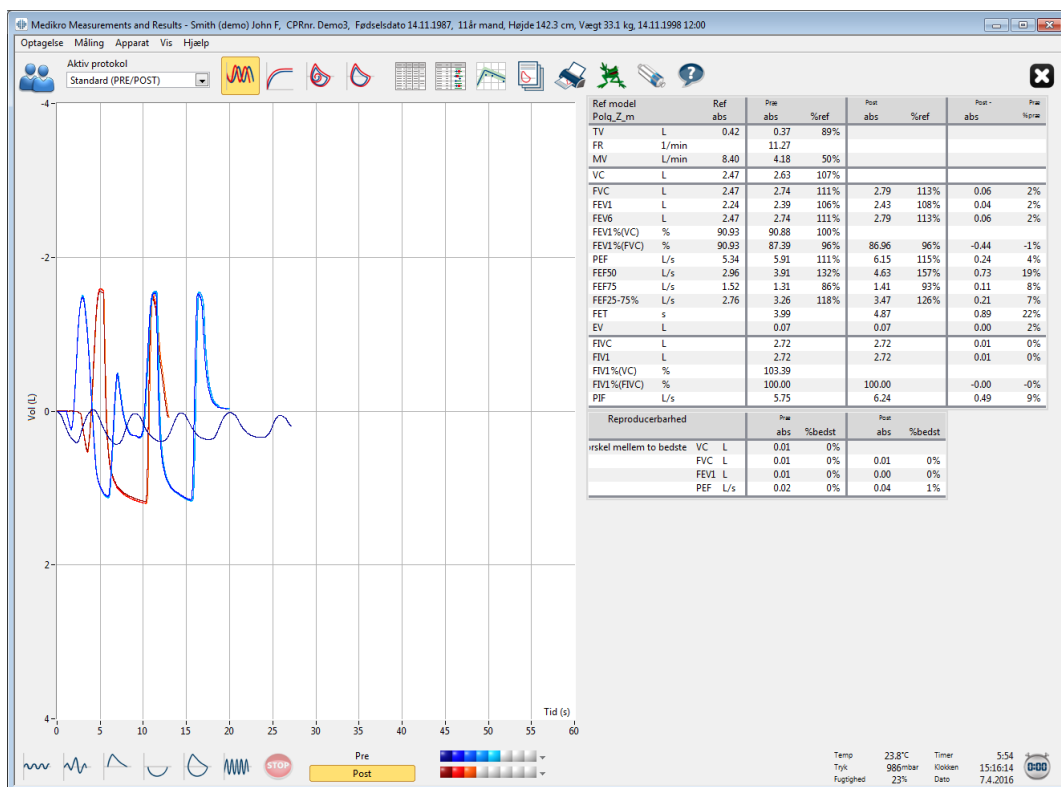 Medikro Measurements and Results - Smith (demo) John F, CPRnr. Demo3, Fødselsdato 14.11.1987, 11år mand, Højde 142.3 cm, Vægt 33.1 kg, 14.11.1998 12:00
Optagelse Måling Apparat Vis Hjælp
Aktiv protokol
Standard (PRE/POST)
Ref model Ref Præ Post Post - Præ
Polg_Z_m abs abs %ref abs %ref abs %præ
TV L 0.42 0.37 89%
FR 1/min 11.27
MV L/min 8.40 4.18 50%
VC L 2.47 2.63 107%
FVC L 2.47 2.74 111% 2.79 113% 0.06 2%
FEV1 L 2.24 2.39 106% 2.43 108% 0.04 2%
FEV6 L 2.47 2.74 111% 2.79 113% 0.06 2%
FEV1%(VC) % 90.93 90.88 100%
FEV1%(FVC) % 90.93 87.39 96% 86.96 96% -0.44 -1%
PEF L/s 5.34 5.91 111% 6.15 115% 0.24 4%
FEF50 L/s 2.96 3.91 132% 4.63 157% 0.73 19%
FEF75 L/s 1.52 1.31 86% 1.41 93% 0.11 8%
FEF25-75% L/s 2.76 3.26 118% 3.47 126% 0.21 7%
FET s 3.99 4.87 0.89 22%
EV L 0.07 0.07 0.00 2%
FIVC L 2.72 2.72 0.01 0%
FIV1 L 2.72 2.72 0.01 0%
FIV1%(VC) % 103.39
FIV1%(FIVC) % 100.00 100.00 -0.00 -0%
PIF L/s 5.75 6.24 0.49 9%
Reproducerbarhed Præ Post
abs %bedst abs %bedst
rskel mellem to bedste VC L 0.01 0%
FVC L 0.01 0% 0.01 0%
FEV1 L 0.01 0% 0.00 0%
PEF L/s 0.02 0% 0.04 1%
-4
-2
0
2
4
Vol (L)
Tid (s)
0 5 10 15 20 25 30 35 40 45 50 55 60
STOP
Pre
Post
Temp 23.8°C Timer 5:54
Tryk 986mbar Klokken 15:16:14
Fugtighed 23% Dato 7.4.2016
0:00